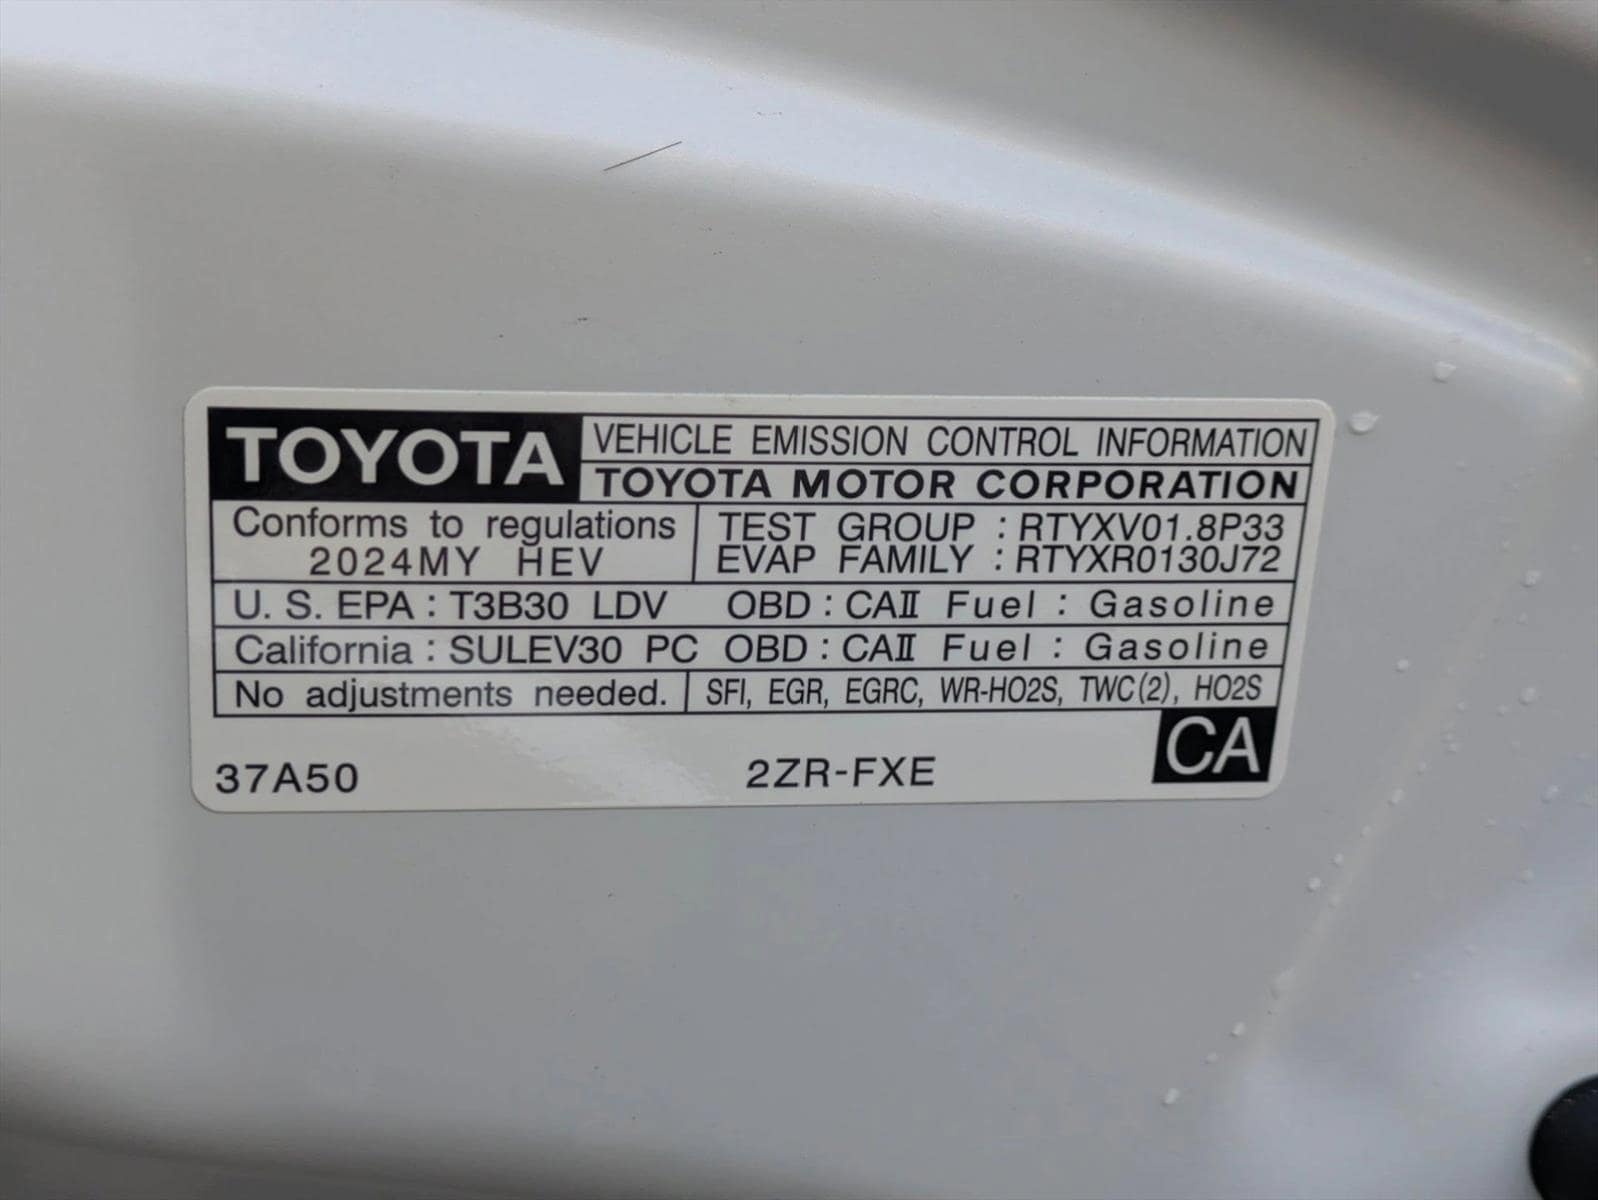 TOYOTA VEHICLE EMISSION CONTROL INFORMATION
TOYOTA MOTOR CORPORATION
Conforms to regulations TEST GROUP : RTYXV01.8P33
2024MY HEV EVAP FAMILY : RTYXR0130J72
U. S. EPA : T3B30 LDV OBD : CAⅡ Fuel : Gasoline
California : SULEV30 PC OBD : CAⅡ Fuel : Gasoline
No adjustments needed. SFI, EGR, EGRC, WR-HO2S, TWC(2), HO2S
37A50 2ZR-FXE CA